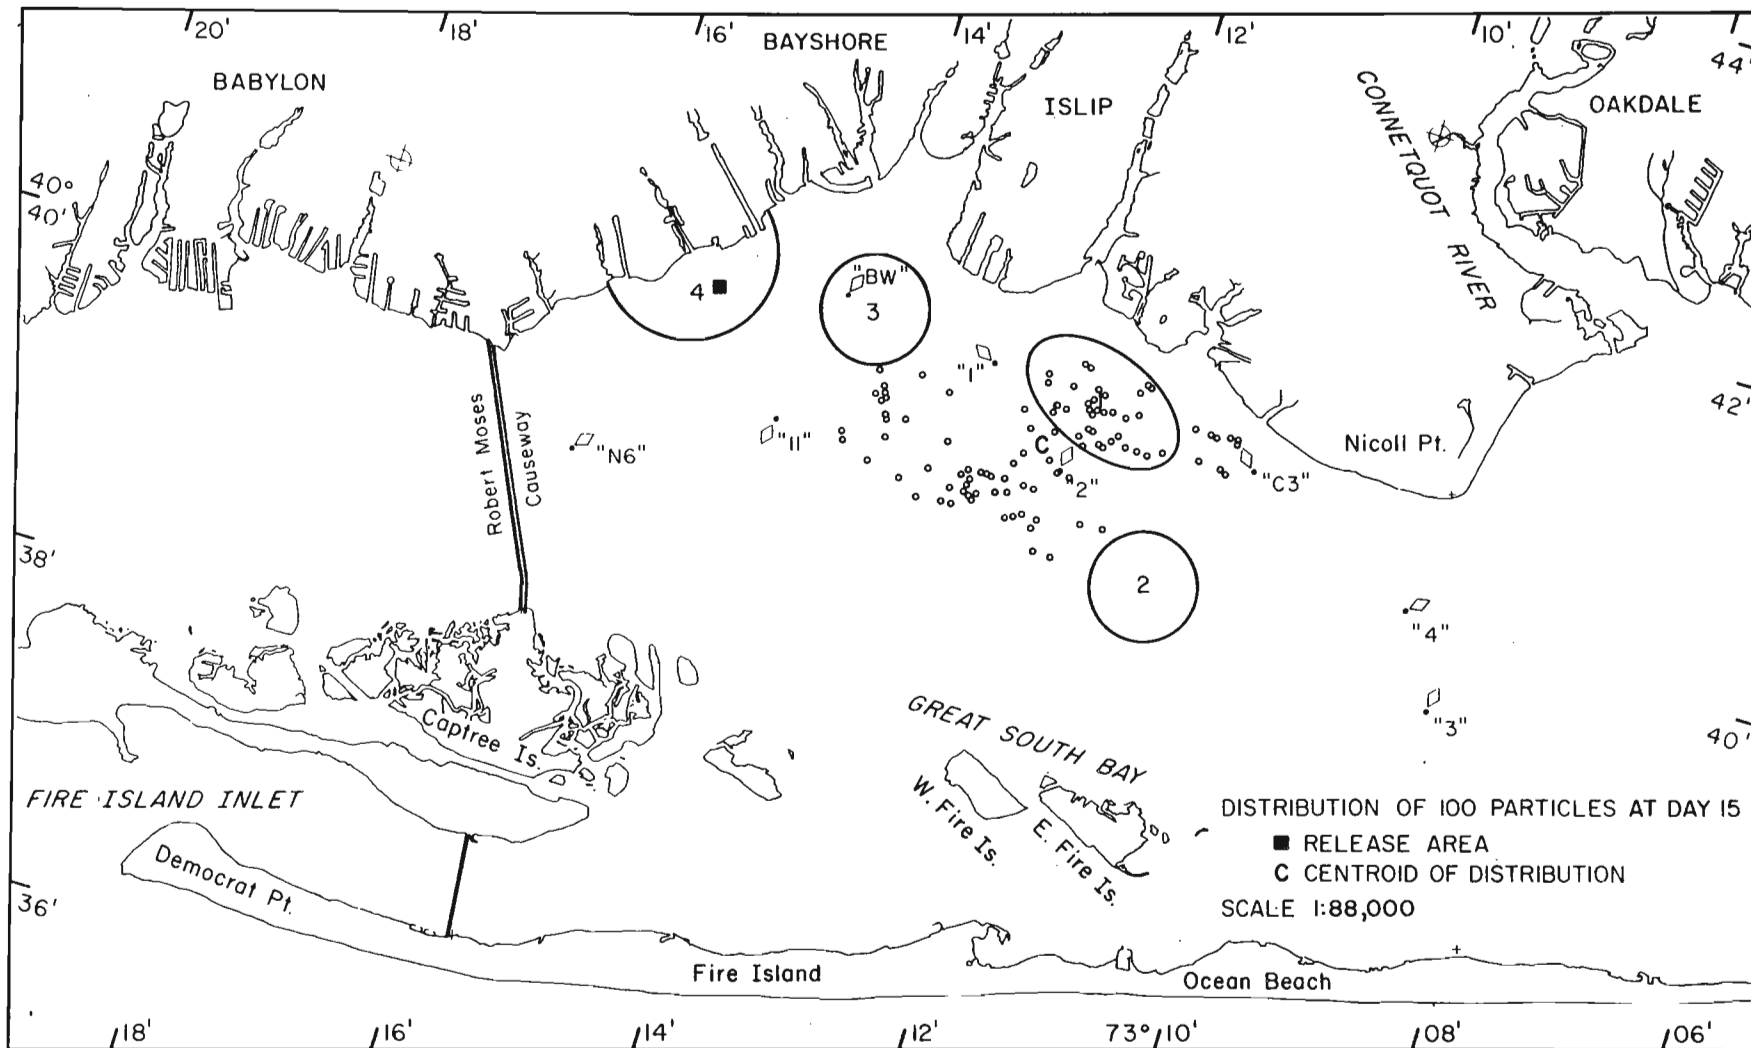 20'
18'
16'
14'
12'
10'
44'
BABYLON
BAYSHORE
ISLIP
CONNETQUOT RIVER
OAKDALE
40°
40'
4
"BW"
3
"1"
1
42'
Robert Moses
Causeway
"N6"
"11"
C
"2"
"C3"
Nicoll Pt.
38'
2
"4"
"3"
40'
Captree Is.
GREAT SOUTH BAY
W. Fire Is.
E. Fire Is.
FIRE ISLAND INLET
Democrat Pt.
DISTRIBUTION OF 100 PARTICLES AT DAY 15
RELEASE AREA
C CENTROID OF DISTRIBUTION
SCALE 1:88,000
36'
Fire Island
Ocean Beach
18'
16'
14'
12'
73° 10'
08'
06'